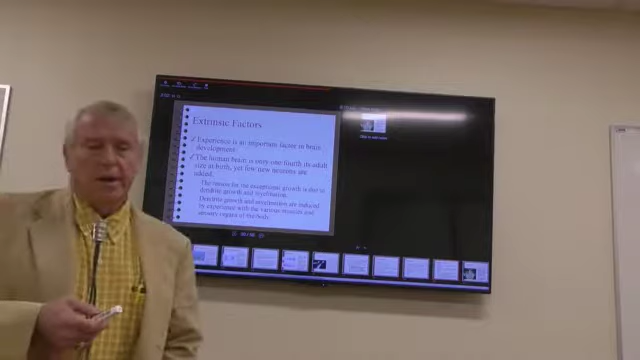 Extrinsic Factors
Experience is an important factor in brain
development.
The human brain is only one fourth its adult
size at birth, yet few new neurons are
added.
The reason for the exceptional growth is due to
dendrite growth and myelination.
Dendrite growth and myelination are induced
by experience with the various muscles and
sensory organs of the body.